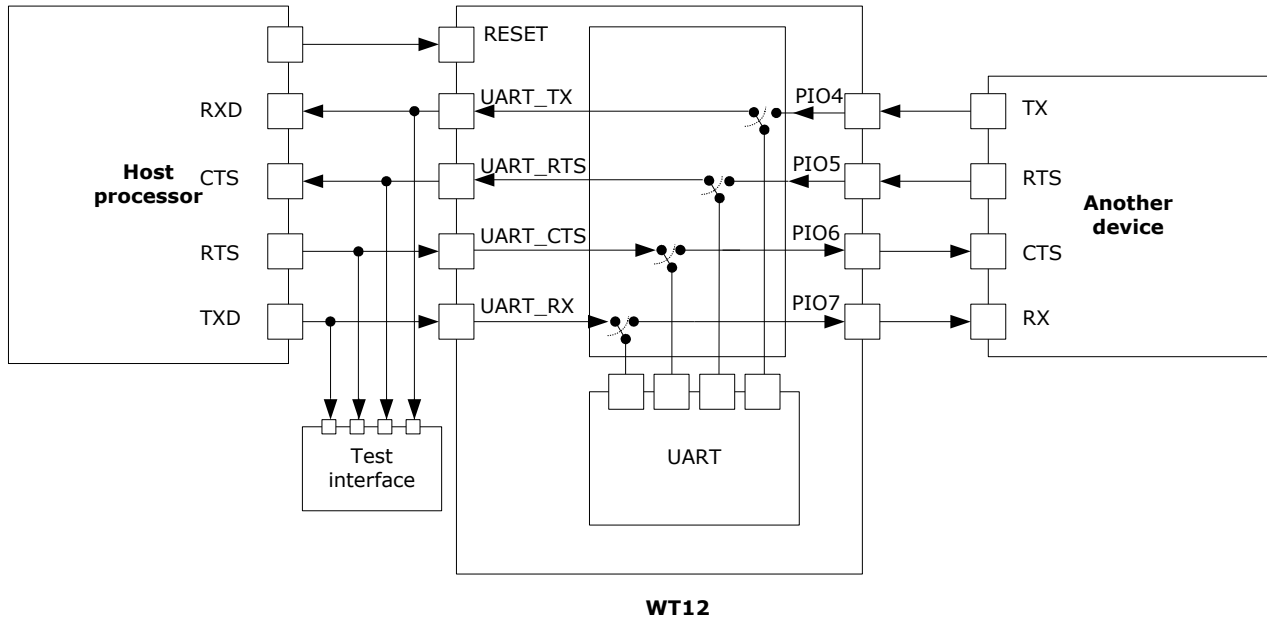 RESET
UART_TX
PIO4
RXD
TX
Host
processor
CTS
UART_RTS
PIO5
RTS
Another
device
RTS
UART_CTS
PIO6
CTS
TXD
UART_RX
PIO7
RX
Test
interface
UART
WT12